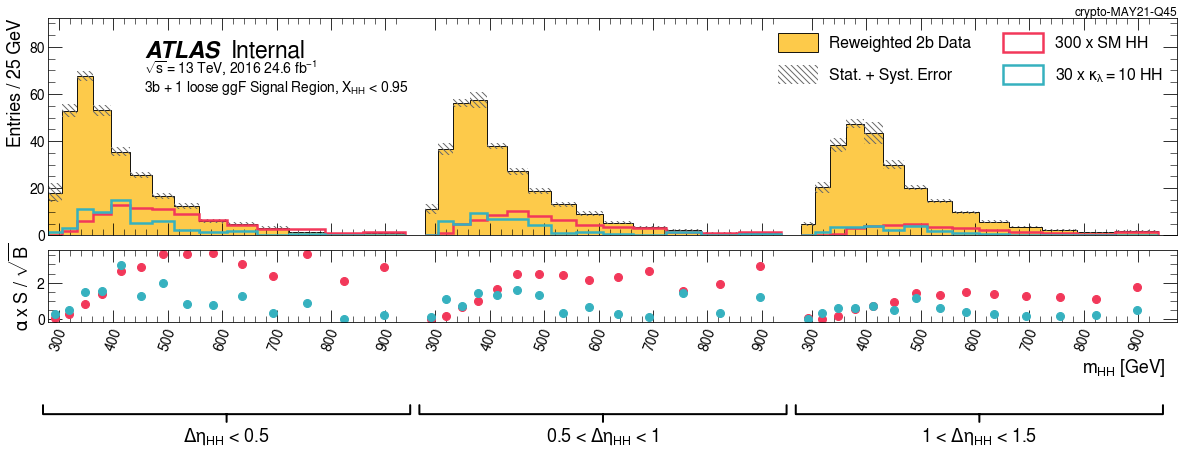 crypto-MAY21-Q45
Entries / 25 GeV
80
60
40
20
0
ATLAS Internal
√s = 13 TeV, 2016 24.6 fb⁻¹
3b + 1 loose ggF Signal Region, X_HH < 0.95
Reweighted 2b Data
Stat. + Syst. Error
300 x SM HH
30 x κ_λ = 10 HH
α x S / √B
2
0
300 400 500 600 700 800 900 300 400 500 600 700 800 900 300 400 500 600 700 800 900
m_HH [GeV]
Δη_HH < 0.5 0.5 < Δη_HH < 1 1 < Δη_HH < 1.5